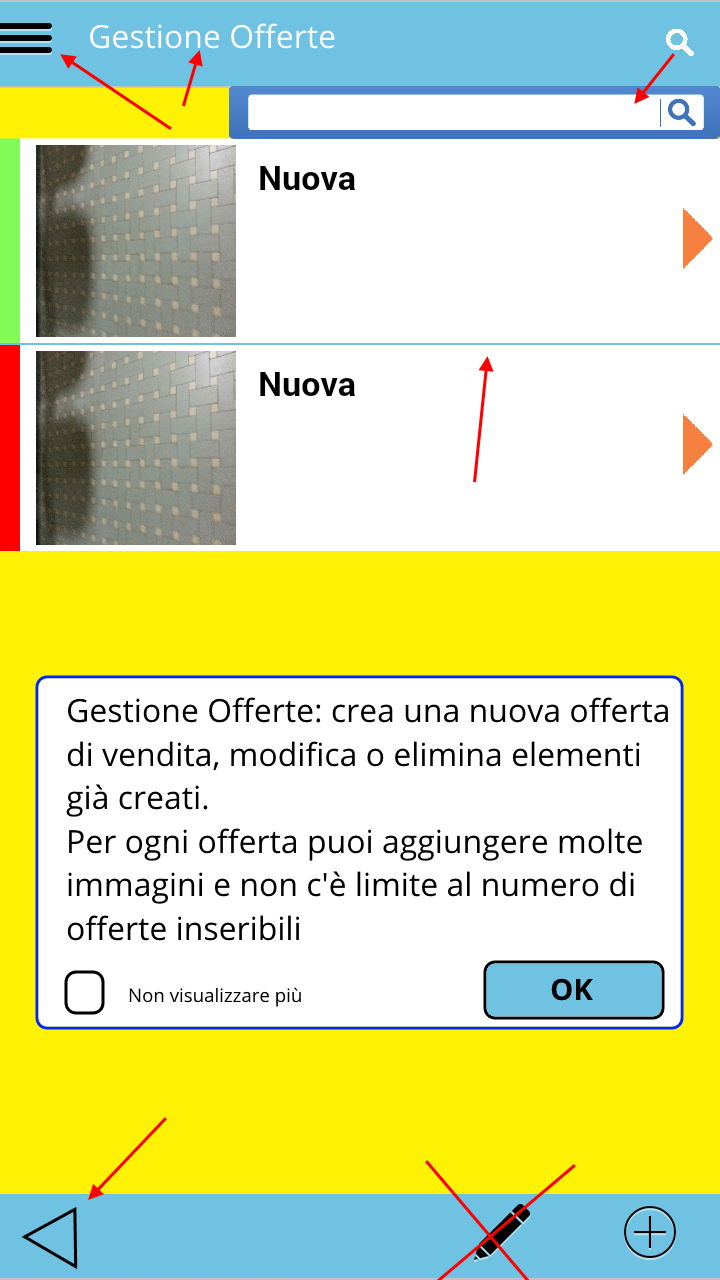 Gestione Offerte
Nuova
Nuova
Gestione Offerte: crea una nuova offerta
di vendita, modifica o elimina elementi
già creati.
Per ogni offerta puoi aggiungere molte
immagini e non c'è limite al numero di
offerte inseribili
Non visualizzare più
OK